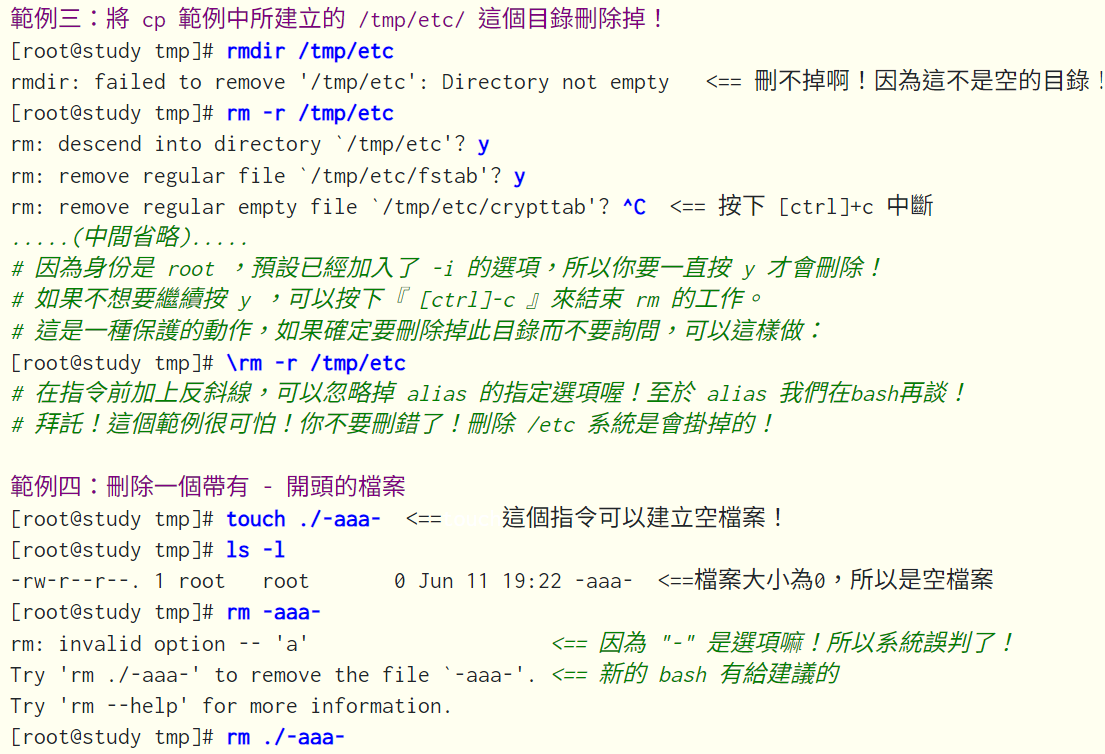 範例三：將 cp 範例中所建立的 /tmp/etc/ 這個目錄刪除掉！
[root@study tmp]# rmdir /tmp/etc
rmdir: failed to remove '/tmp/etc': Directory not empty   <== 刪不掉啊！因為這不是空的目錄！
[root@study tmp]# rm -r /tmp/etc
rm: descend into directory `/tmp/etc'? y
rm: remove regular file `/tmp/etc/fstab'? y
rm: remove regular empty file `/tmp/etc/crypttab'? ^C  <== 按下 [ctrl]+c 中斷
.....(中間省略).....
# 因為身份是 root ，預設已經加入了 -i 的選項，所以你要一直按 y 才會刪除！
# 如果不想要繼續按 y ，可以按下『 [ctrl]-c 』來結束 rm 的工作。
# 這是一種保護的動作，如果確定要刪除掉此目錄而不要詢問，可以這樣做：
[root@study tmp]# \rm -r /tmp/etc
# 在指令前加上反斜線，可以忽略掉 alias 的指定選項喔！至於 alias 我們在bash再談！
# 拜託！這個範例很可怕！你不要刪錯了！刪除 /etc 系統是會掛掉的！
範例四：刪除一個帶有 - 開頭的檔案
[root@study tmp]# touch ./-aaa-  <== 這個指令可以建立空檔案！
[root@study tmp]# ls -l
-rw-r--r--. 1 root   root       0 Jun 11 19:22 -aaa-  <==檔案大小為0，所以是空檔案
[root@study tmp]# rm -aaa-
rm: invalid option -- 'a'                    <== 因為 "-" 是選項嘛！所以系統誤判了！
Try 'rm ./-aaa-' to remove the file `-aaa-'. <== 新的 bash 有給建議的
Try 'rm --help' for more information.
[root@study tmp]# rm ./-aaa-